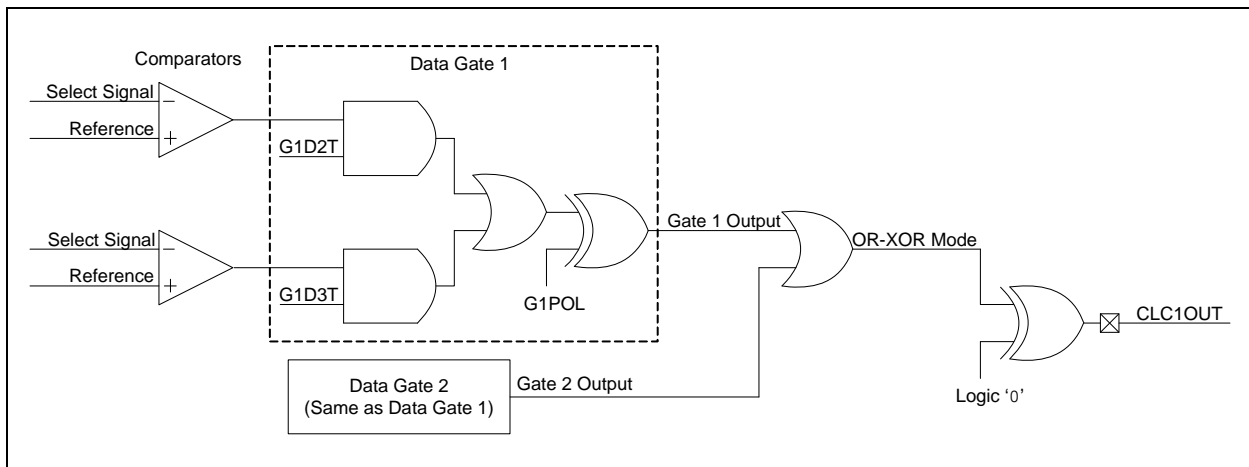 Comparators
Data Gate 1
Select Signal
−
Reference
+
G1D2T
Select Signal
−
Reference
+
G1D3T
G1POL
Gate 1 Output
OR-XOR Mode
CLC1OUT
Data Gate 2
(Same as Data Gate 1)
Gate 2 Output
Logic ‘0’